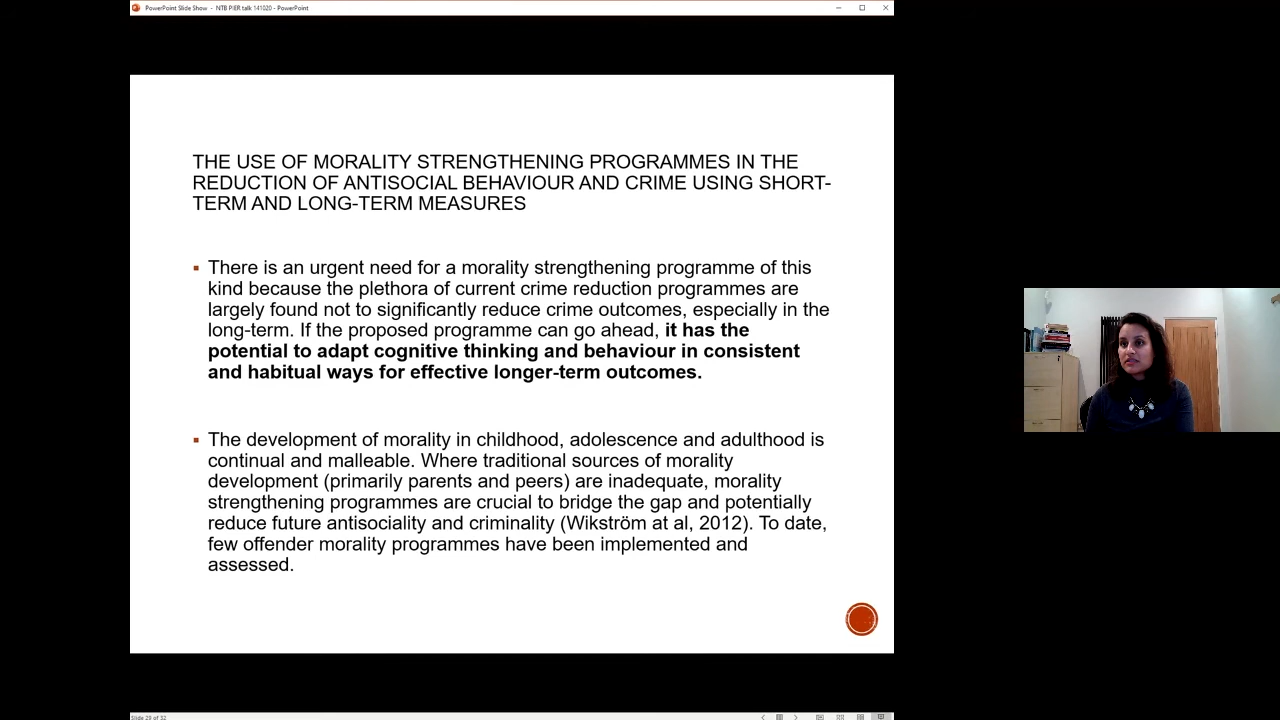 PowerPoint Slide Show - NTB PIER talk 141020 - PowerPoint
THE USE OF MORALITY STRENGTHENING PROGRAMMES IN THE
REDUCTION OF ANTISOCIAL BEHAVIOUR AND CRIME USING SHORT-
TERM AND LONG-TERM MEASURES
There is an urgent need for a morality strengthening programme of this
kind because the plethora of current crime reduction programmes are
largely found not to significantly reduce crime outcomes, especially in the
long-term. If the proposed programme can go ahead, it has the
potential to adapt cognitive thinking and behaviour in consistent
and habitual ways for effective longer-term outcomes.
The development of morality in childhood, adolescence and adulthood is
continual and malleable. Where traditional sources of morality
development (primarily parents and peers) are inadequate, morality
strengthening programmes are crucial to bridge the gap and potentially
reduce future antisociality and criminality (Wikström at al, 2012). To date,
few offender morality programmes have been implemented and
assessed.
Slide 29 of 32